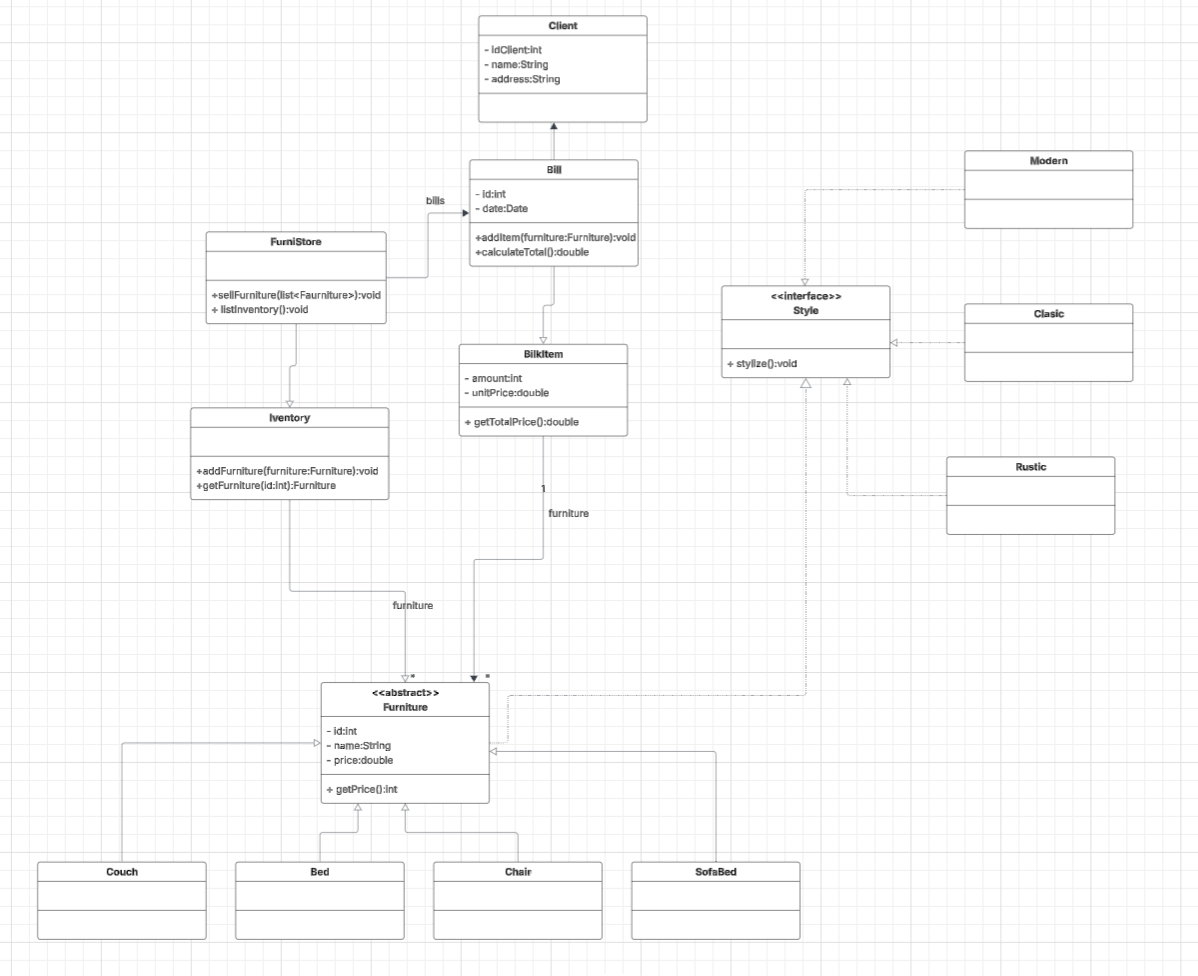 Client
- idClient:int
- name:String
- address:String
Bill
- id:int
- date:Date
+addItem(furniture:Furniture):void
+calculateTotal():double
bills
FurniStore
+sellFurniture(list<Faurniture>):void
+ listInventory():void
Modern
<<interface>>
Style
+ stylize():void
Clasic
BilkItem
- amount:int
- unitPrice:double
+ getTotalPrice():double
Iventory
+addFurniture(furniture:Furniture):void
+getFurniture(id:int):Furniture
Rustic
1
furniture
furniture
*
*
<<abstract>>
Furniture
- id:int
- name:String
- price:double
+ getPrice():int
Couch
Bed
Chair
SofaBed